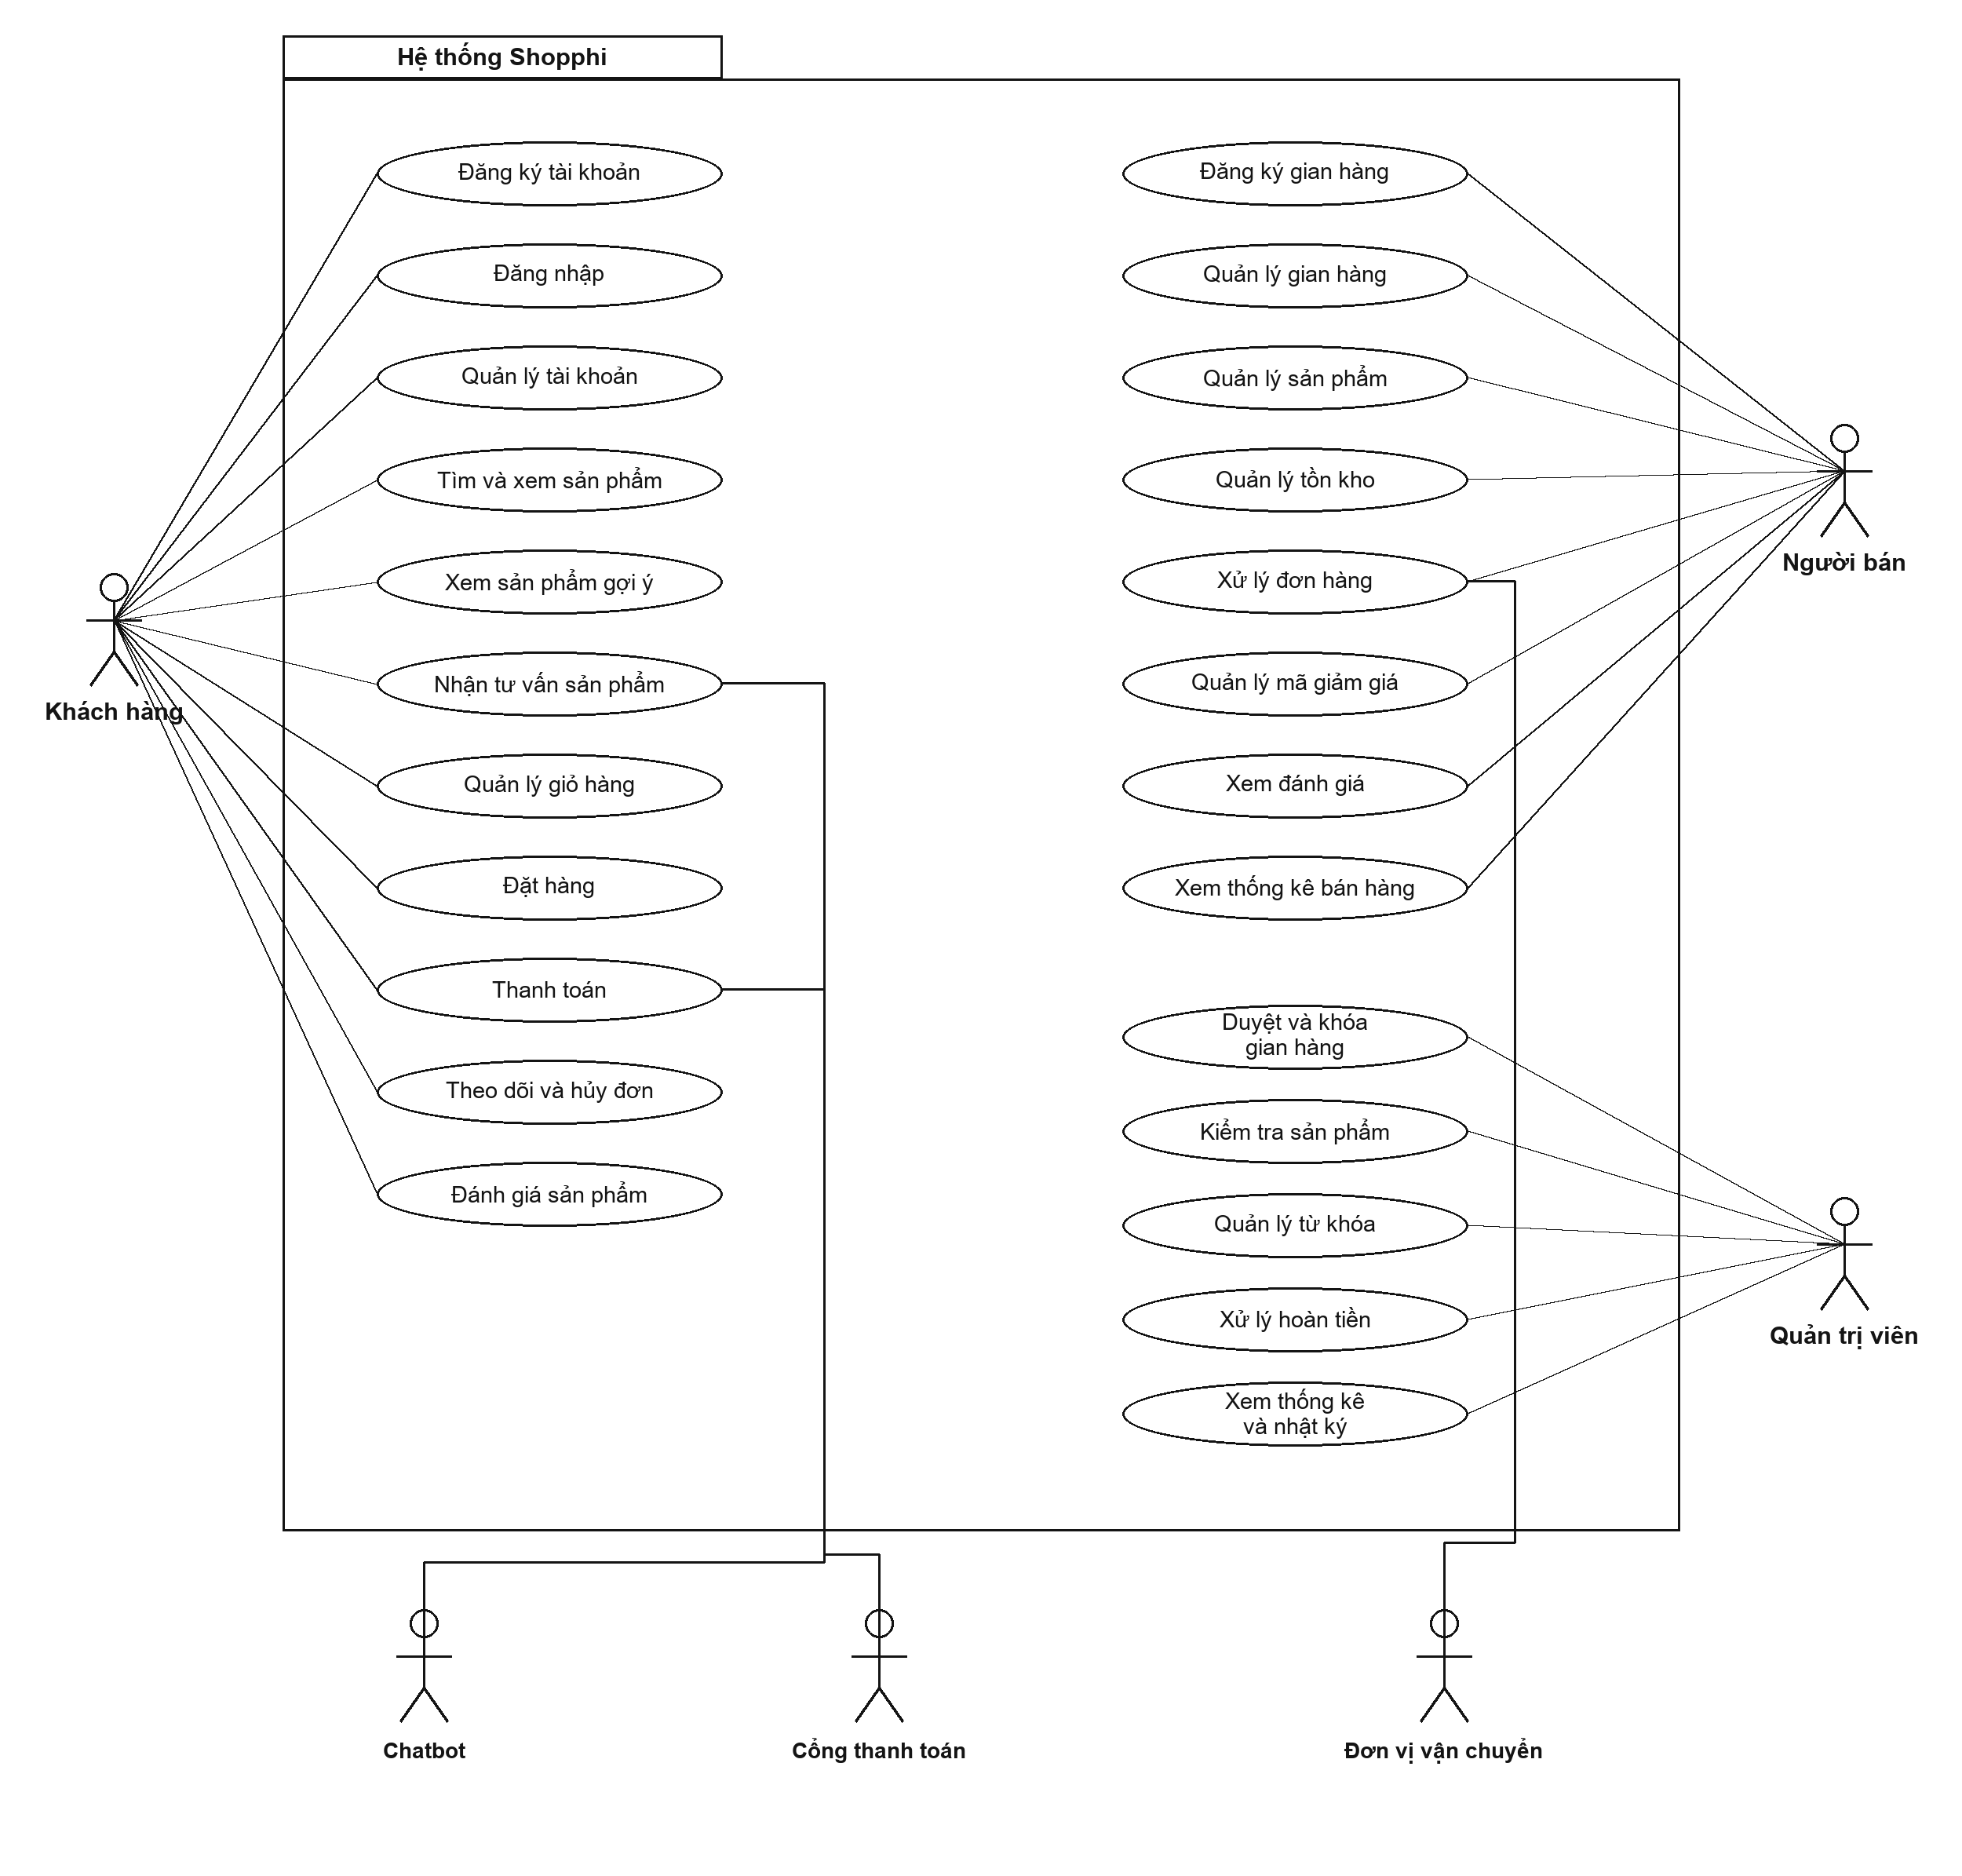 Hệ thống Shopphi
Đăng ký tài khoản
Đăng nhập
Quản lý tài khoản
Tìm và xem sản phẩm
Xem sản phẩm gợi ý
Nhận tư vấn sản phẩm
Quản lý giỏ hàng
Đặt hàng
Thanh toán
Theo dõi và hủy đơn
Đánh giá sản phẩm
Khách hàng
Đăng ký gian hàng
Quản lý gian hàng
Quản lý sản phẩm
Quản lý tồn kho
Xử lý đơn hàng
Quản lý mã giảm giá
Xem đánh giá
Xem thống kê bán hàng
Người bán
Duyệt và khóa
gian hàng
Kiểm tra sản phẩm
Quản lý từ khóa
Xử lý hoàn tiền
Xem thống kê
và nhật ký
Quản trị viên
Chatbot
Cổng thanh toán
Đơn vị vận chuyển